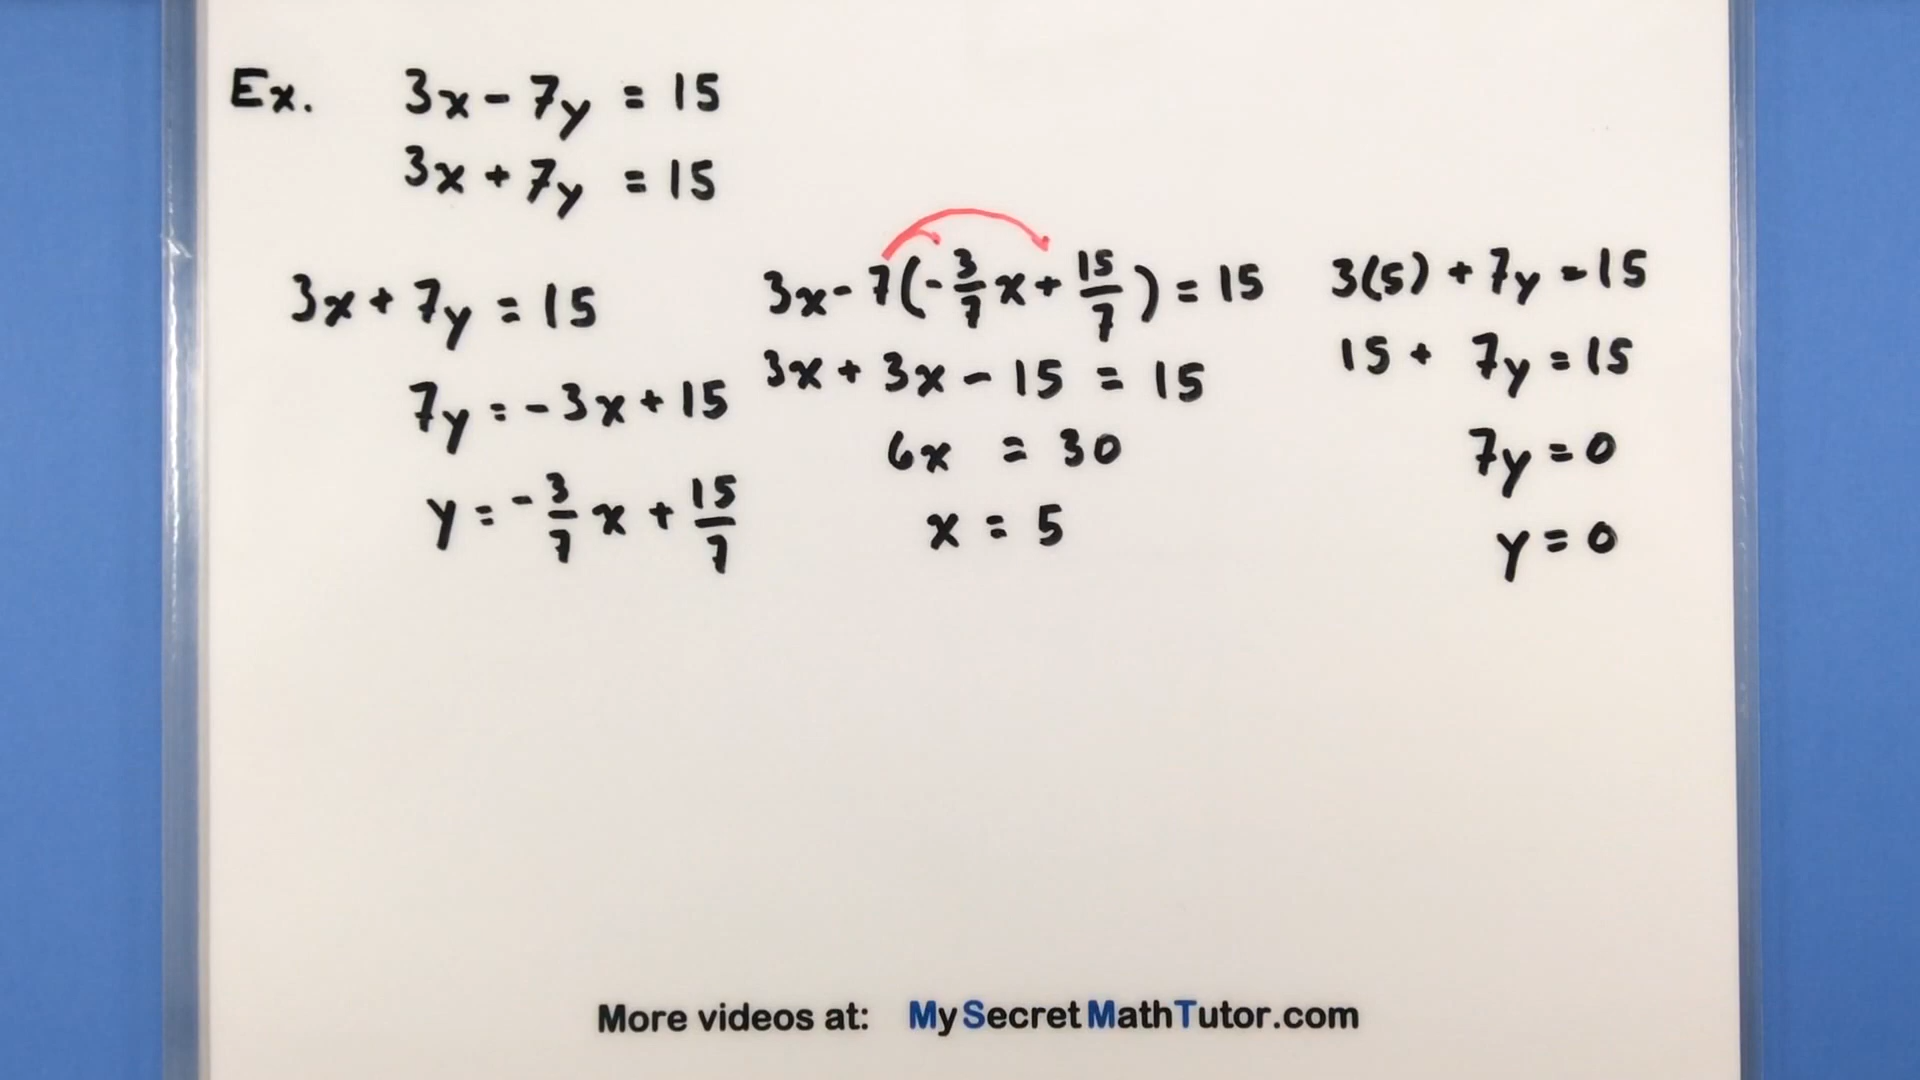 Ex. 3x - 7y = 15
3x + 7y = 15
3x + 7y = 15
7y = -3x + 15
y = -3/7 x + 15/7
3x - 7(-3/7 x + 15/7) = 15
3x + 3x - 15 = 15
6x = 30
x = 5
3(5) + 7y = 15
15 + 7y = 15
7y = 0
y = 0
More videos at: MySecretMathTutor.com